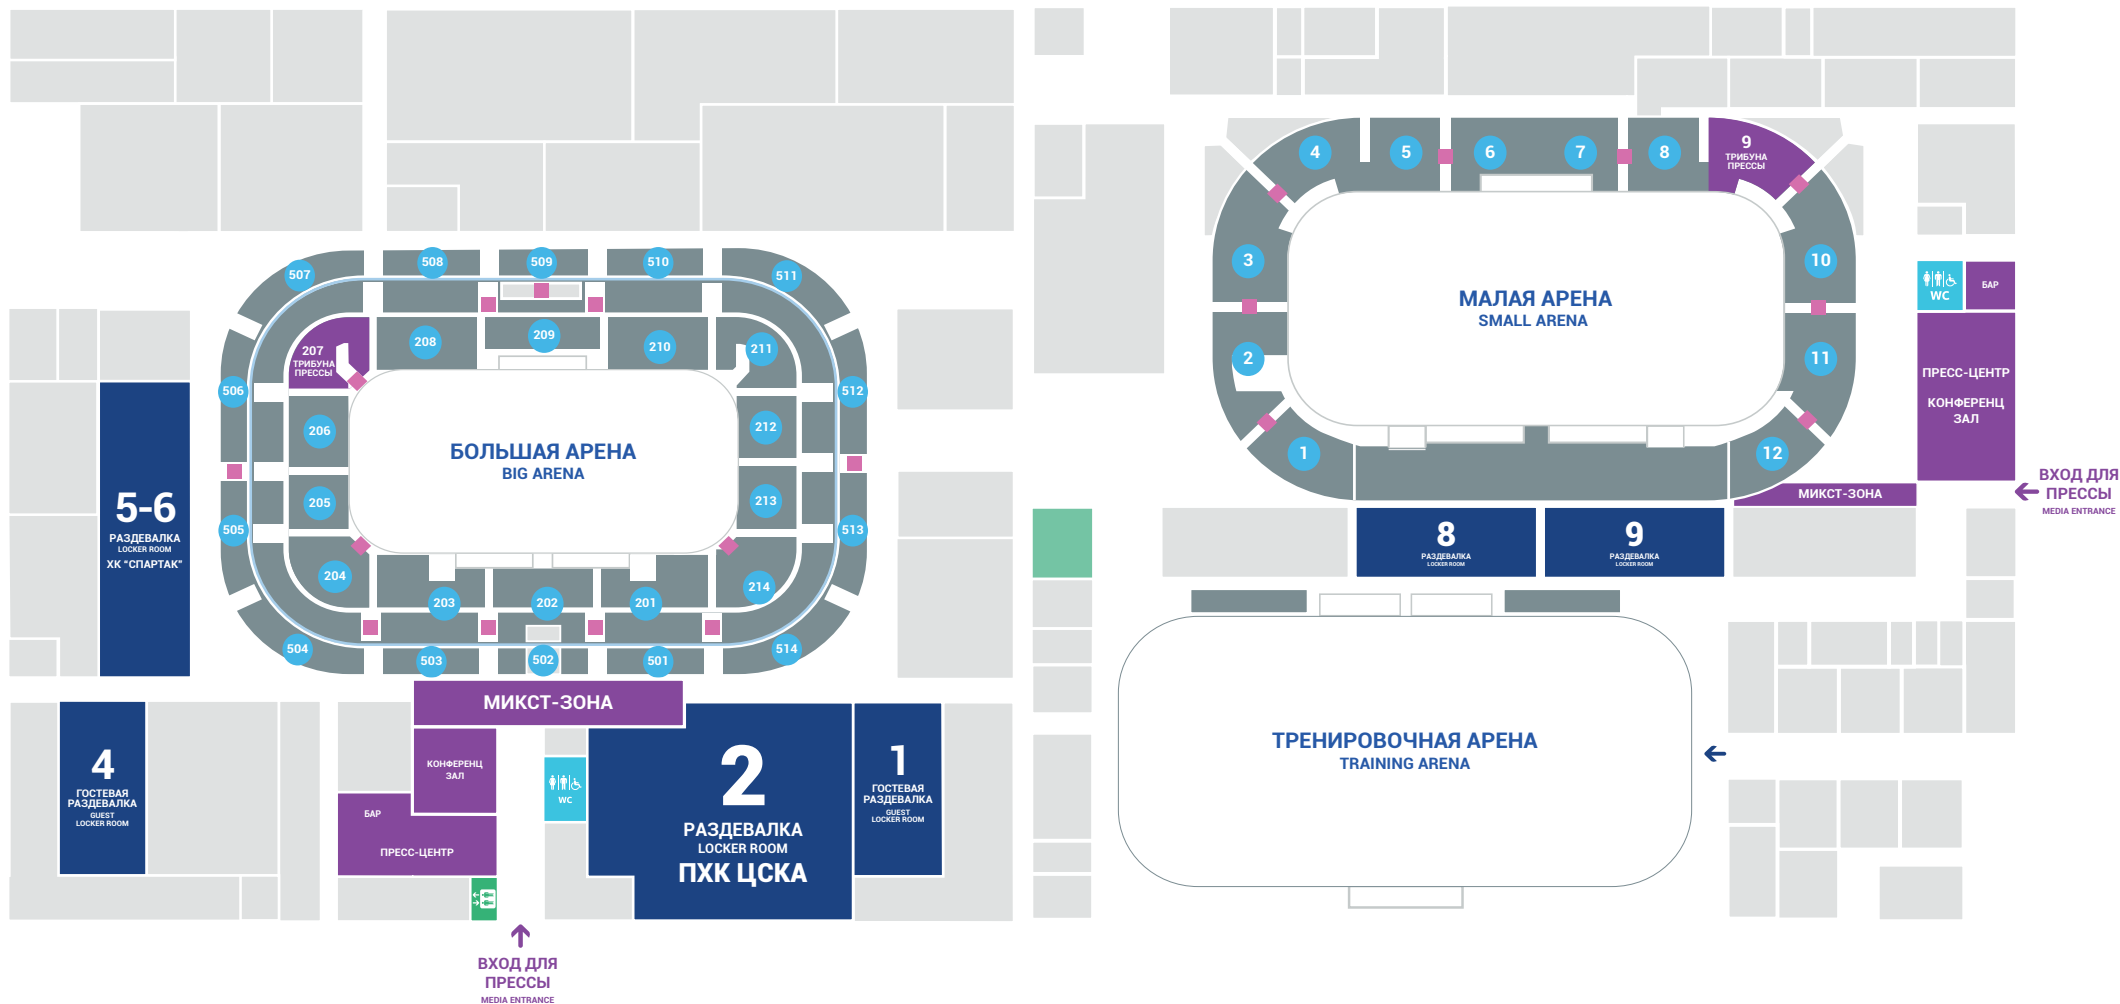 507
508
509
510
511
506
207
ТРИБУНА
ПРЕССЫ
208
209
210
211
512
206
212
БОЛЬШАЯ АРЕНА
BIG ARENA
505
205
213
513
204
203
202
201
214
504
503
502
501
514
5-6
РАЗДЕВАЛКА
LOCKER ROOM
ХК "СПАРТАК"
МИКСТ-ЗОНА
4
ГОСТЕВАЯ
РАЗДЕВАЛКА
GUEST
LOCKER ROOM
КОНФЕРЕНЦ
ЗАЛ
БАР
ПРЕСС-ЦЕНТР
WC
2
РАЗДЕВАЛКА
LOCKER ROOM
ПХК ЦСКА
1
ГОСТЕВАЯ
РАЗДЕВАЛКА
GUEST
LOCKER ROOM
ВХОД ДЛЯ
ПРЕССЫ
MEDIA ENTRANCE
4
5
6
7
8
9
ТРИБУНА
ПРЕССЫ
3
10
МАЛАЯ АРЕНА
SMALL ARENA
2
11
1
12
WC
БАР
ПРЕСС-ЦЕНТР
КОНФЕРЕНЦ
ЗАЛ
МИКСТ-ЗОНА
ВХОД ДЛЯ
ПРЕССЫ
MEDIA ENTRANCE
8
РАЗДЕВАЛКА
LOCKER ROOM
9
РАЗДЕВАЛКА
LOCKER ROOM
ТРЕНИРОВОЧНАЯ АРЕНА
TRAINING ARENA